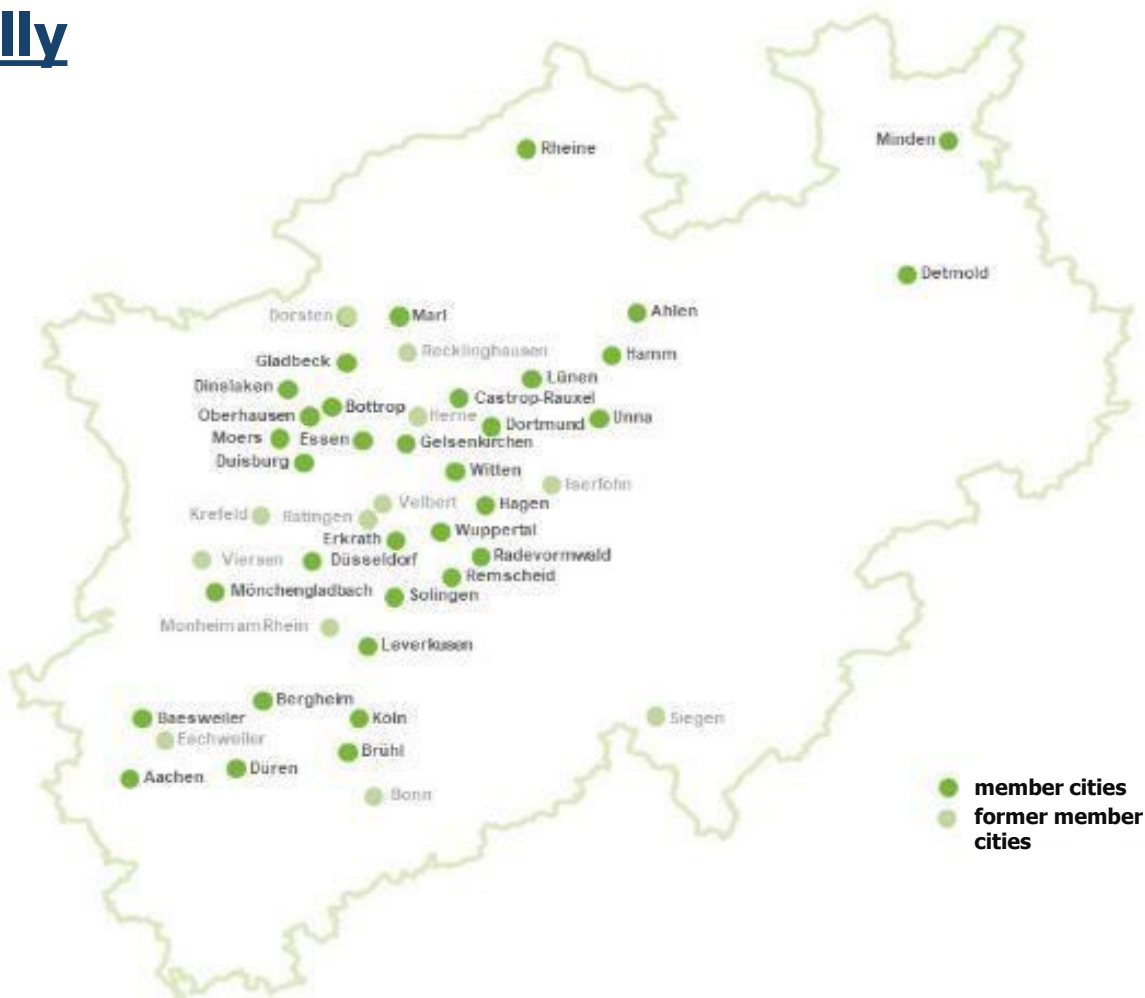 lly
Rheine
Minden
Detmold
Dorsten
Marl
Ahlen
Recklinghausen
Hamm
Gladbeck
Lünen
Dinslaken
Castrop-Rauxel
Bottrop
Oberhausen
Herne
Dortmund
Unna
Moers
Essen
Gelsenkirchen
Duisburg
Witten
Iserlohn
Velbert
Hagen
Krefeld
Ratingen
Wuppertal
Erkrath
Radevormwald
Viersen
Düsseldorf
Remscheid
Mönchengladbach
Solingen
Monheim am Rhein
Leverkusen
Bergheim
Baesweiler
Köln
Siegen
Eschweiler
Brühl
Düren
Aachen
Bonn
member cities
former member
cities